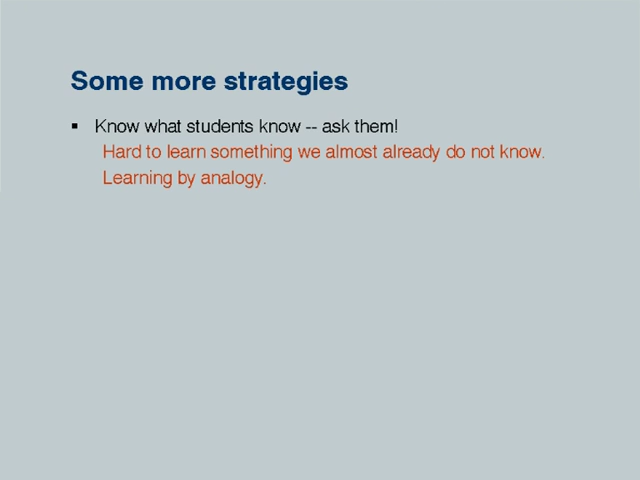 Some more strategies
▪ Know what students know -- ask them!
Hard to learn something we almost already do not know.
Learning by analogy.